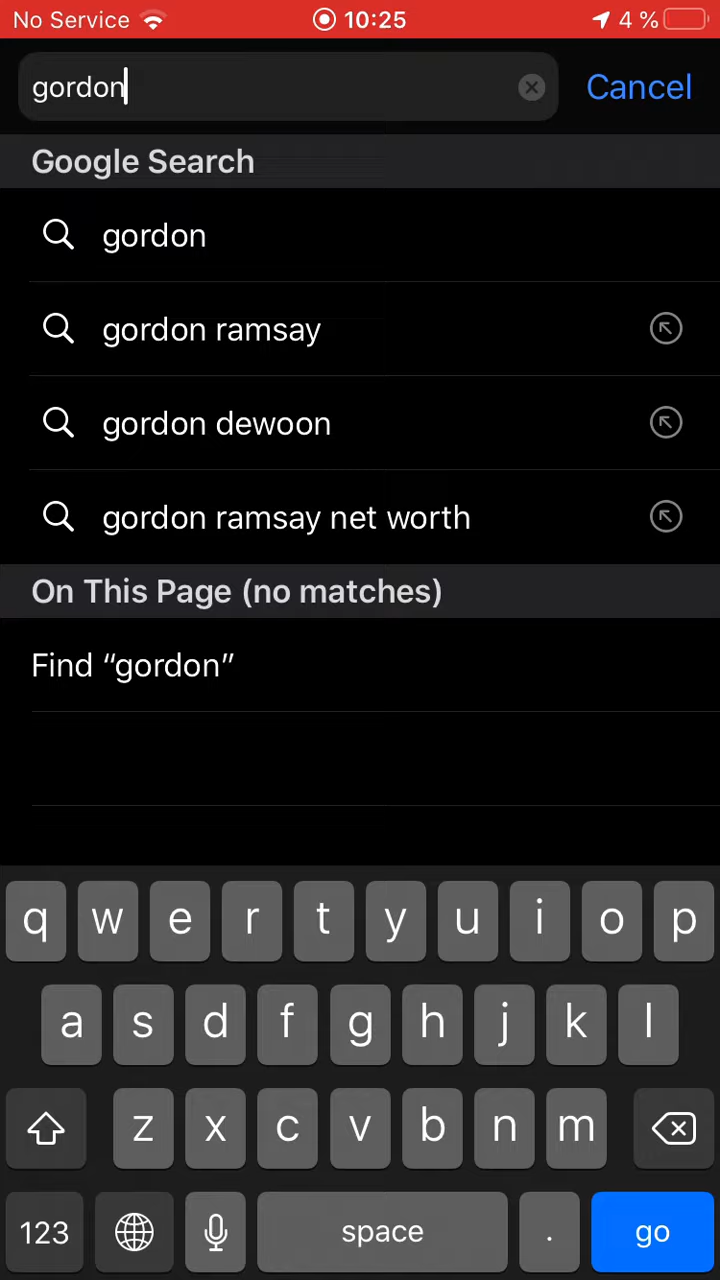 No Service 10:25 4 %
gordon Cancel
Google Search
gordon
gordon ramsay
gordon dewoon
gordon ramsay net worth
On This Page (no matches)
Find “gordon”
q w e r t y u i o p
a s d f g h j k l
z x c v b n m
123 space . go